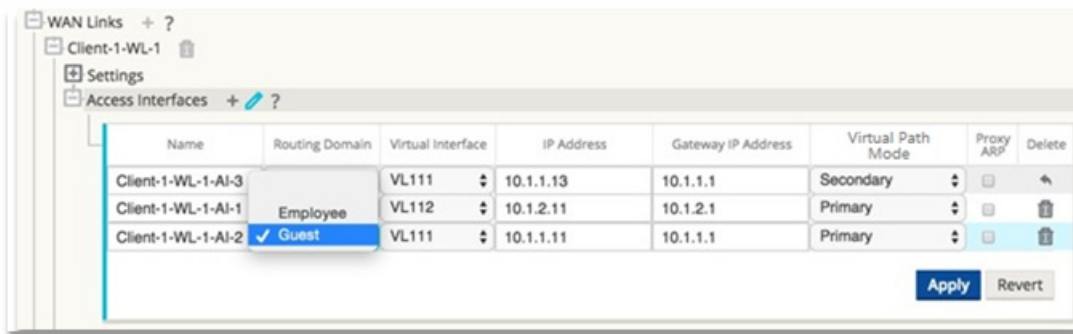 WAN Links + ?
Client-1-WL-1
Settings
Access Interfaces + ?
Name Routing Domain Virtual Interface IP Address Gateway IP Address Virtual Path Mode Proxy ARP Delete
Client-1-WL-1-AI-3 VL111 10.1.1.13 10.1.1.1 Secondary
Client-1-WL-1-AI-1 Employee VL112 10.1.2.11 10.1.2.1 Primary
Client-1-WL-1-AI-2 ✓ Guest VL111 10.1.1.11 10.1.1.1 Primary
Apply Revert